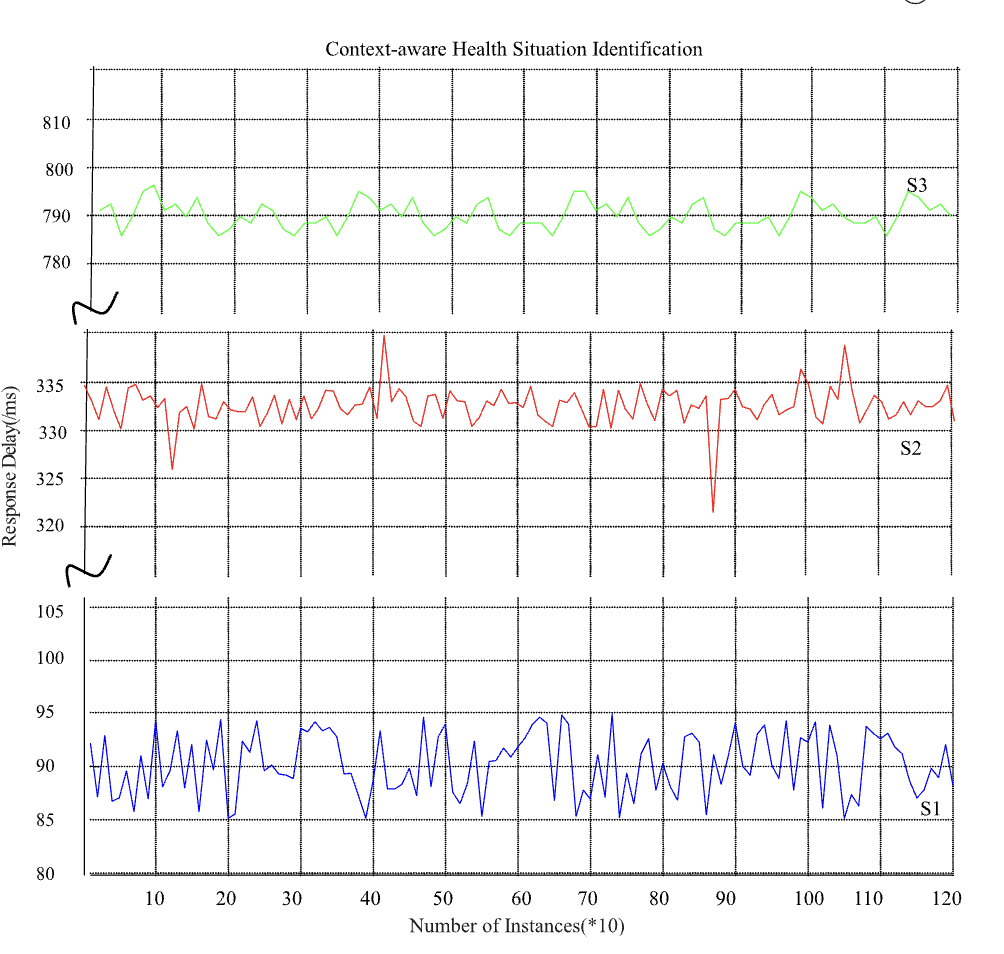 Context-aware Health Situation Identification
810
800
S3
790
780
335
330
S2
325
320
Response Delay(/ms)
105
100
95
90
85
S1
80
10 20 30 40 50 60 70 80 90 100 110 120
Number of Instances(*10)